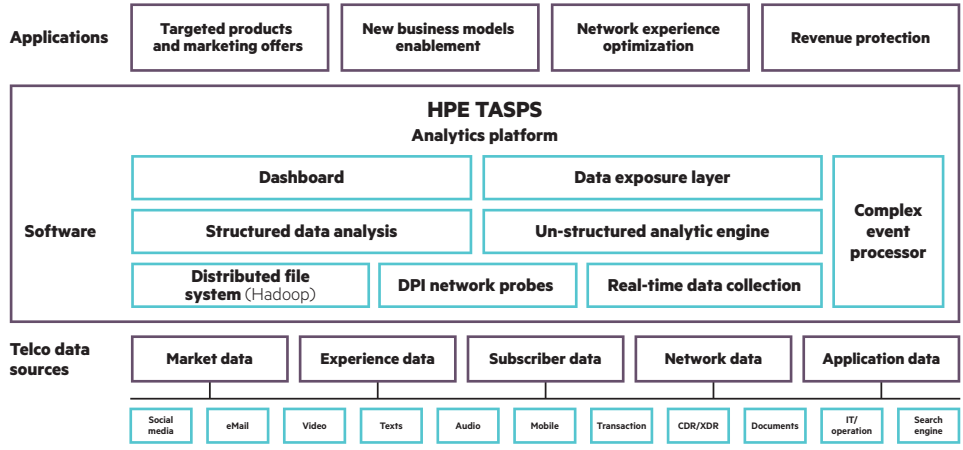 Applications
Targeted products
and marketing offers
New business models
enablement
Network experience
optimization
Revenue protection
HPE TASPS
Analytics platform
Software
Dashboard
Data exposure layer
Structured data analysis
Un-structured analytic engine
Distributed file
system (Hadoop)
DPI network probes
Real-time data collection
Complex
event
processor
Telco data
sources
Market data
Experience data
Subscriber data
Network data
Application data
Social
media
eMail
Video
Texts
Audio
Mobile
Transaction
CDR/XDR
Documents
IT/
operation
Search
engine